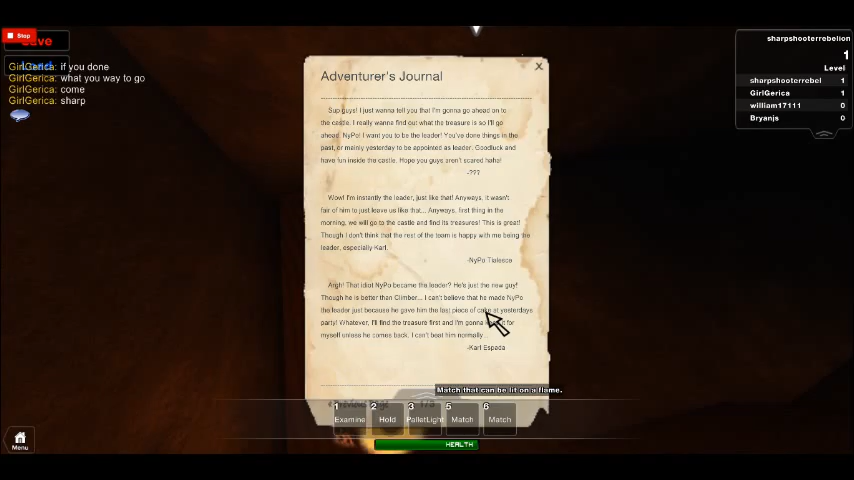 Stop
Save
Load
GirlGerica: if you done
GirlGerica: what you way to go
GirlGerica: come
GirlGerica: sharp
sharpshooterrebelion
1
Level
sharpshooterrebel 1
GirlGerica 1
william17111 0
Bryanjs 0
Adventurer's Journal
X
Sup guys! I just wanna tell you that I'm gonna go ahead on to
the castle. I really wanna find out what the treasure is so I'll go
ahead. NyPo! I want you to be the leader! You've done things in the
past, or mainly yesterday to be appointed as leader. Goodluck and
have fun inside the castle. Hope you guys aren't scared haha!
-???
Wow! I'm instantly the leader, just like that! Anyways, it wasn't
fair of him to just leave us like that... Anyways, first thing in the
morning, we will go to the castle and find its treasures! This is great!
Though I don't think that the rest of the team is happy with me being the
leader, especially Karl.
-NyPo
Argh! That idiot NyPo became the leader? He's just the new guy!
Though he is better than Climber... I can't believe that he made NyPo
the leader just because he gave him the last piece of cake at yesterdays
party! Whatever, I'll find the treasure first and I'm gonna it for
myself unless he comes back. I can't beat him normally...
-Karl Espada
Match that can be lit on a flame.
1 2 3 5 6
Examine Hold PalletLight Match Match
HEALTH
Menu